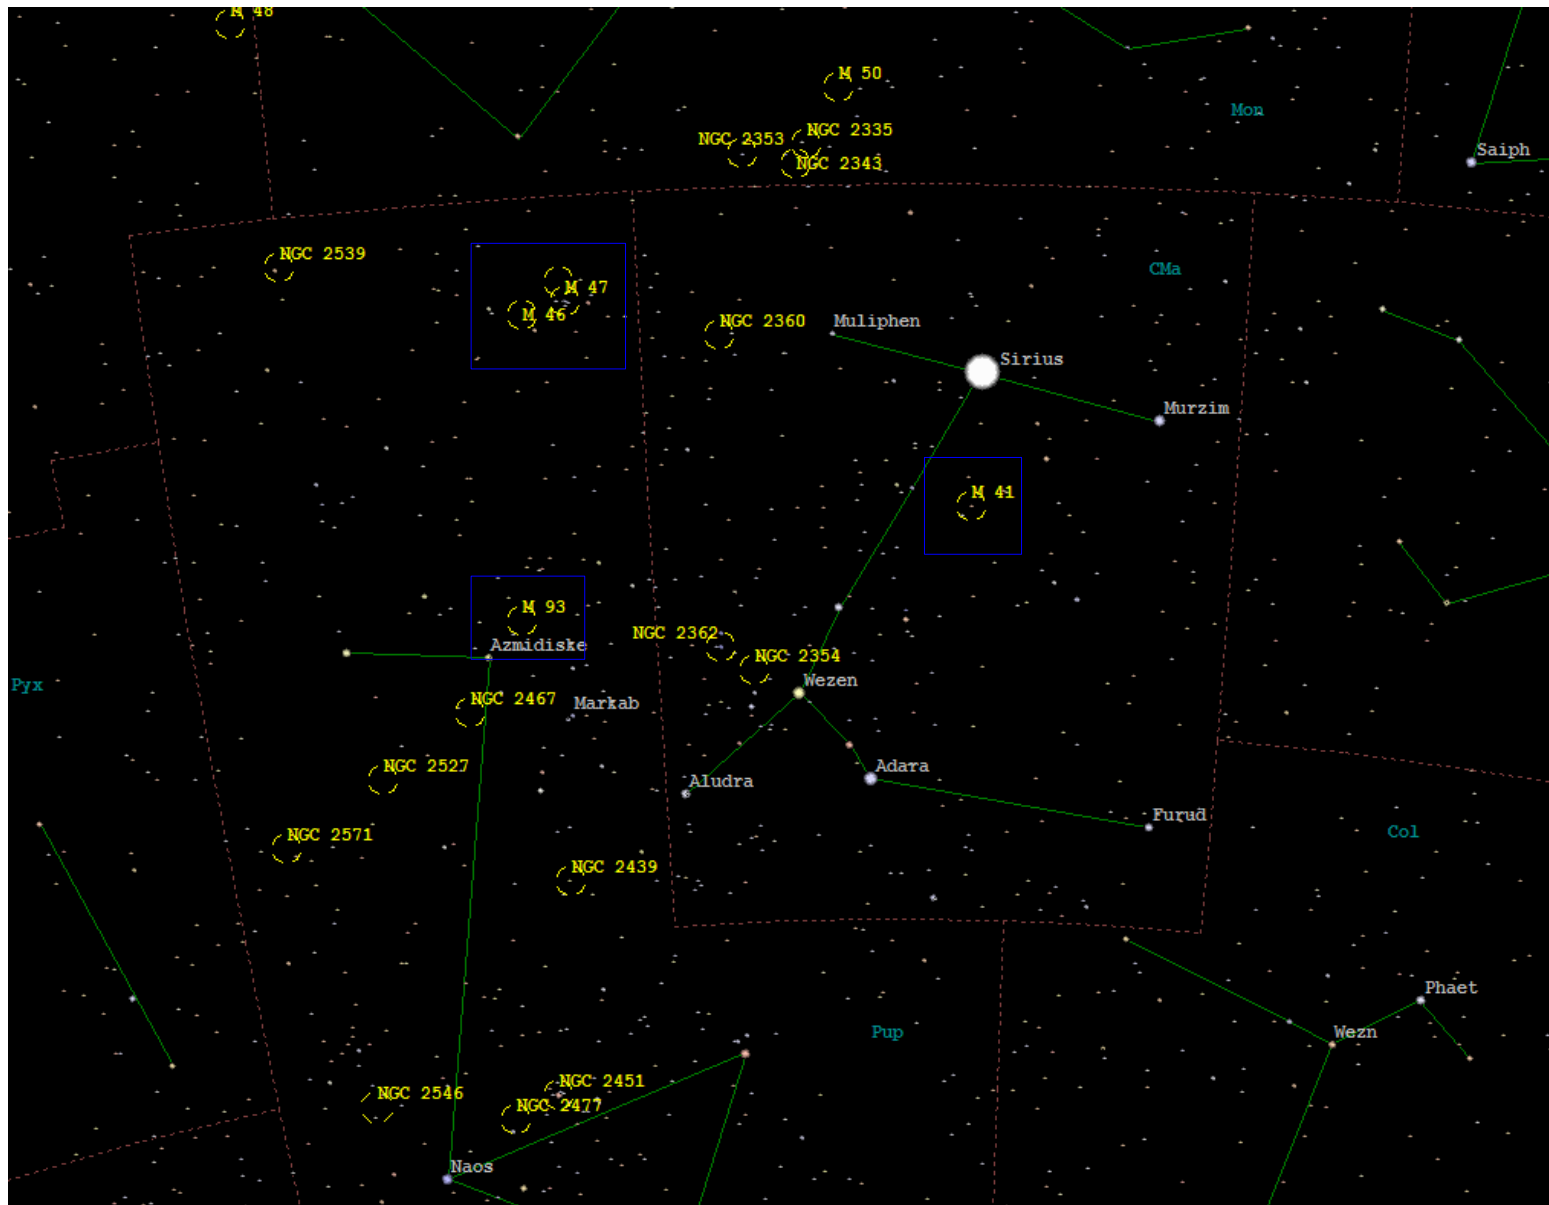 M 48
M 50
Mon
NGC 2335
NGC 2353
Saiph
NGC 2343
NGC 2539
CMa
M 47
M 46
NGC 2360
Muliphen
Sirius
Murzim
M 41
M 93
NGC 2362
Azmidiske
NGC 2354
Wezen
Pyx
NGC 2467
Markab
NGC 2527
Adara
Aludra
Furud
Col
NGC 2571
NGC 2439
Phaet
Pup
Wezn
NGC 2451
NGC 2546
NGC 2477
Naos